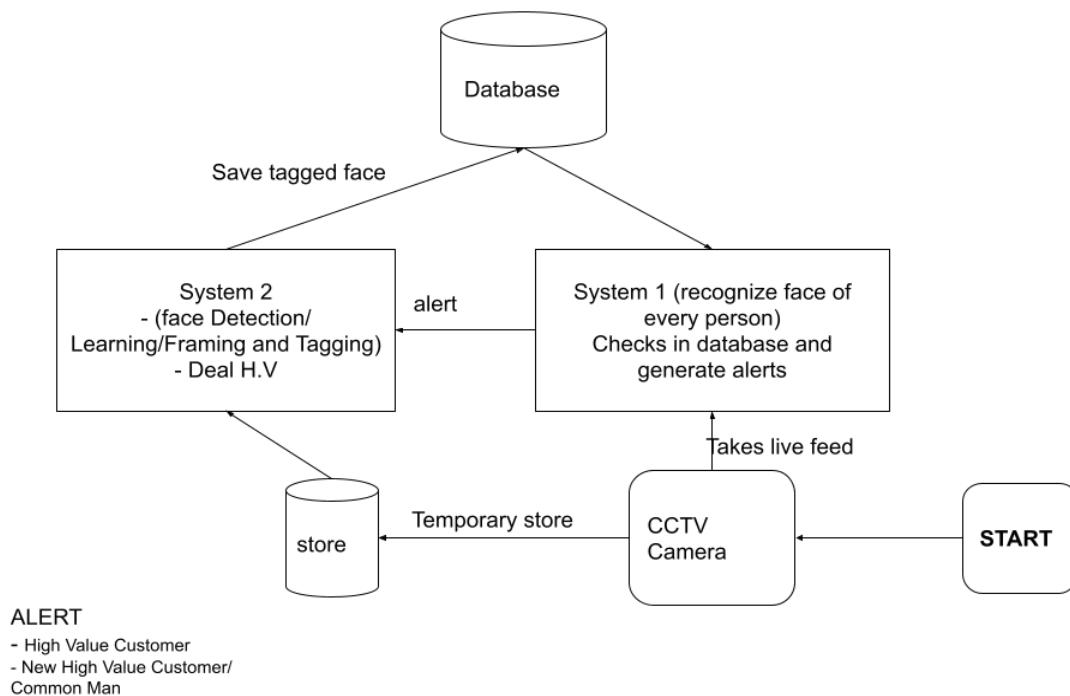 Database
Save tagged face
System 2
- (face Detection/
Learning/Framing and Tagging)
- Deal H.V
alert
System 1 (recognize face of
every person)
Checks in database and
generate alerts
Takes live feed
store
Temporary store
CCTV
Camera
START
ALERT
- High Value Customer
- New High Value Customer/
Common Man